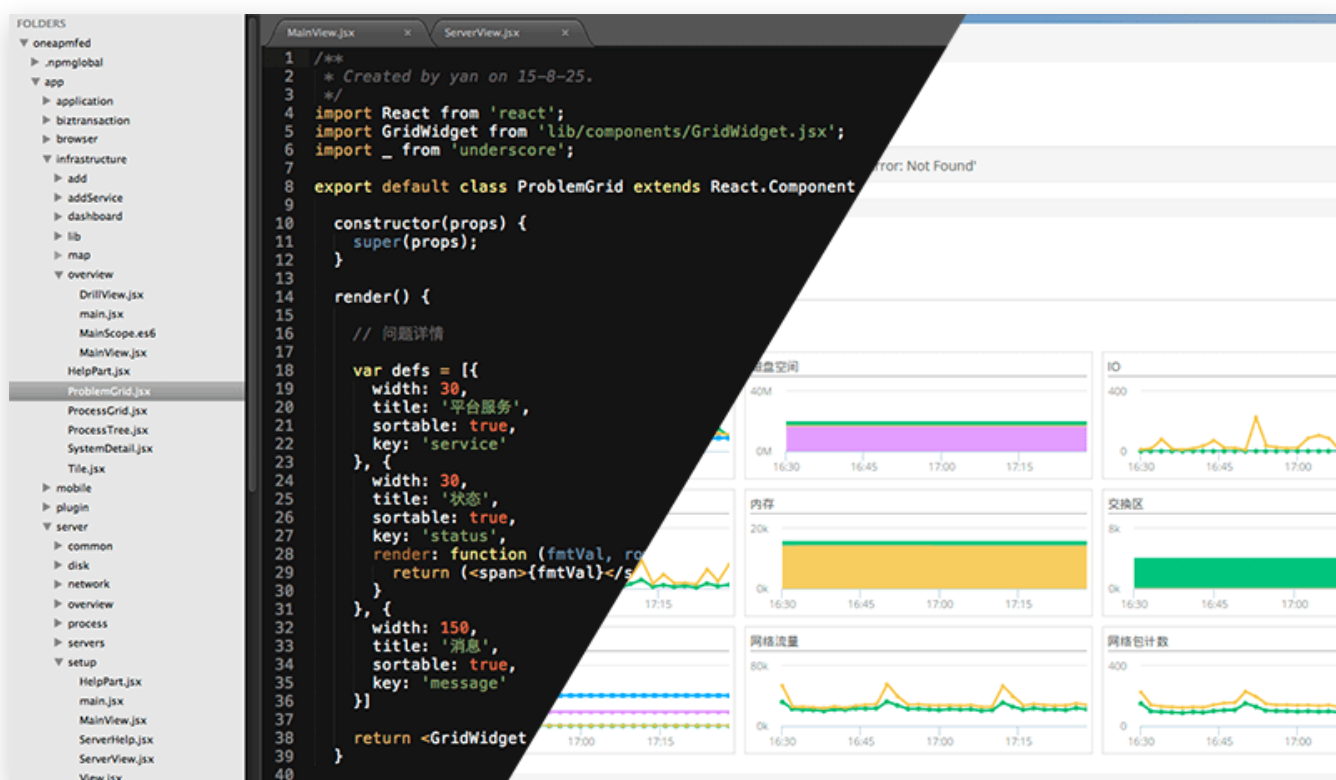 FOLDERS
oneapmfed
.npmglobal
app
application
biztransaction
browser
infrastructure
add
addService
dashboard
lib
map
overview
DrillView.jsx
main.jsx
MainScope.es6
MainView.jsx
HelpPart.jsx
ProblemGrid.jsx
ProcessGrid.jsx
ProcessTree.jsx
SystemDetail.jsx
Tile.jsx
mobile
plugin
server
common
disk
network
overview
process
servers
setup
HelpPart.jsx
main.jsx
MainView.jsx
ServerHelp.jsx
ServerView.jsx
View.jsx
MainView.jsx × ServerView.jsx ×
1 /**
2 * Created by yan on 15-8-25.
3 */
4 import React from 'react';
5 import GridWidget from 'lib/components/GridWidget.jsx';
6 import _ from 'underscore';
7
8 export default class ProblemGrid extends React.Component
9
10 constructor(props) {
11 super(props);
12 }
13
14 render() {
15
16 // 问题详情
17
18 var defs = [{
19 width: 30,
20 title: '平台服务',
21 sortable: true,
22 key: 'service'
23 }, {
24 width: 30,
25 title: '状态',
26 sortable: true,
27 key: 'status',
28 render: function (fmtVal, ro
29 return (<span>{fmtVal}</s
30 }
31 }, {
32 width: 150,
33 title: '消息',
34 sortable: true,
35 key: 'message'
36 }]
37
38 return <GridWidget
39 }
40
rror: Not Found'
17:15
17:00 17:15
磁盘空间
40M
0M
16:30 16:45 17:00 17:15
IO
400
0
16:30 16:45 17:00
内存
20k
0k
16:30 16:45 17:00 17:15
交换区
8k
0k
16:30 16:45 17:00
网络流量
80k
0k
16:30 16:45 17:00 17:15
网络包计数
400
0
16:30 16:45 17:00